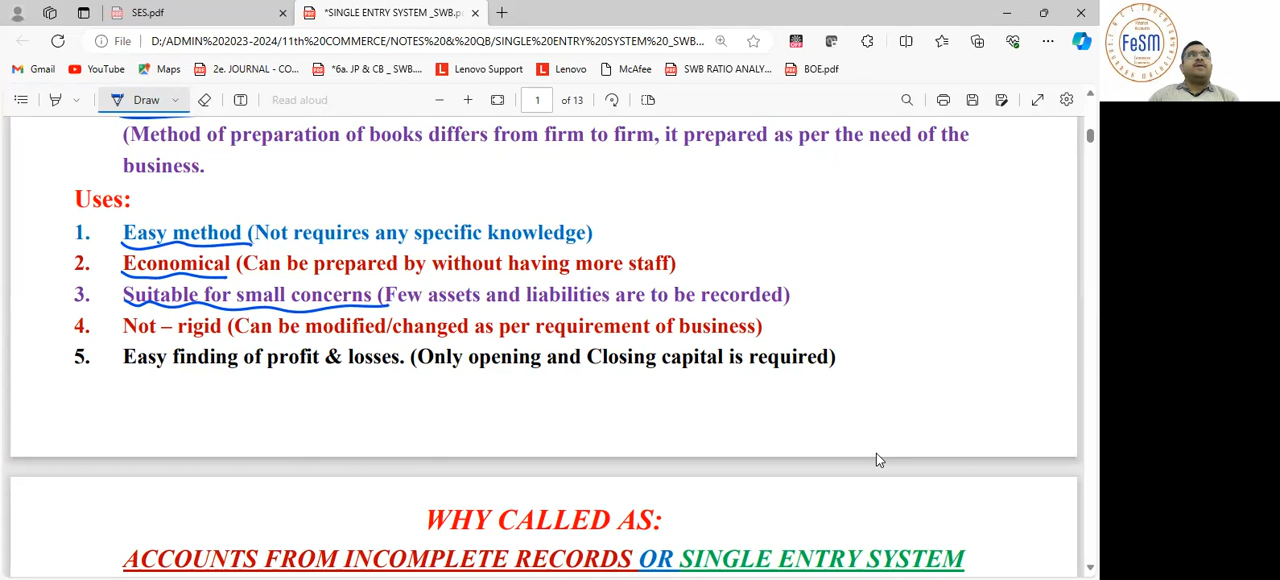 SES.pdf
*SINGLE ENTRY SYSTEM _SWB.p
File
D:/ADMIN%202023-2024/11th%20COMMERCE/NOTES%20&%20QB/SINGLE%20ENTRY%20SYSTEM%20_SWB...
Gmail YouTube Maps 2e. JOURNAL - CO... *6a. JP & CB _ SWB.... Lenovo Support Lenovo McAfee SWB RATIO ANALY... BOE.pdf
Draw Read aloud 1 of 13
(Method of preparation of books differs from firm to firm, it prepared as per the need of the
business.
Uses:
1. Easy method (Not requires any specific knowledge)
2. Economical (Can be prepared by without having more staff)
3. Suitable for small concerns (Few assets and liabilities are to be recorded)
4. Not – rigid (Can be modified/changed as per requirement of business)
5. Easy finding of profit & losses. (Only opening and Closing capital is required)
WHY CALLED AS:
ACCOUNTS FROM INCOMPLETE RECORDS OR SINGLE ENTRY SYSTEM
FeSM